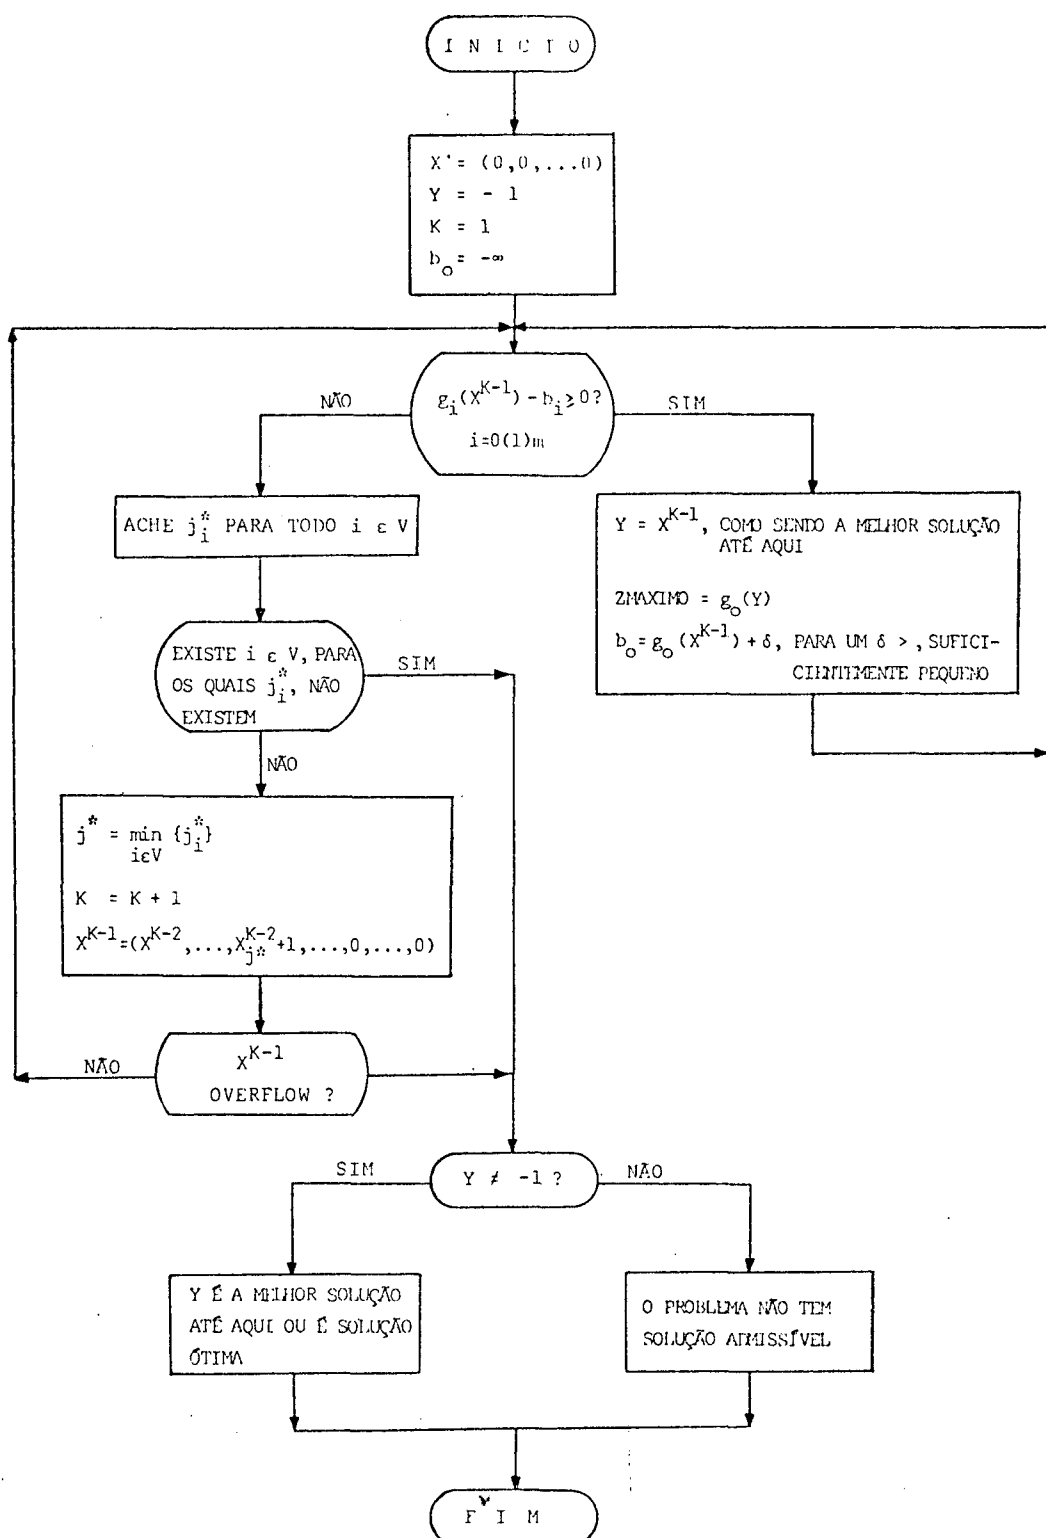 I N I C I O
X' = (0,0,...0)
Y = - 1
K = 1
b_o = -∞
g_i(X^{K-1}) - b_i ≥ 0?
i=0(1)m
NÃO
SIM
ACHE j_i^* PARA TODO i ε V
Y = X^{K-1}, COMO SENDO A MELHOR SOLUÇÃO
ATÉ AQUI
ZMAXIMO = g_o(Y)
b_o = g_o(X^{K-1}) + δ, PARA UM δ > , SUFICI-
CIENTEMENTE PEQUENO
EXISTE i ε V, PARA
OS QUAIS j_i^*, NÃO
EXISTEM
SIM
NÃO
j^* = min {j_i^*}
iεV
K = K + 1
X^{K-1}=(X^{K-2},...,X_{j*}^{K-2}+1,...,0,...,0)
NÃO
X^{K-1}
OVERFLOW ?
SIM
Y ≠ -1 ?
NÃO
Y É A MELHOR SOLUÇÃO
ATÉ AQUI OU É SOLUÇÃO
ÓTIMA
O PROBLEMA NÃO TEM
SOLUÇÃO ADMISSÍVEL
F I M